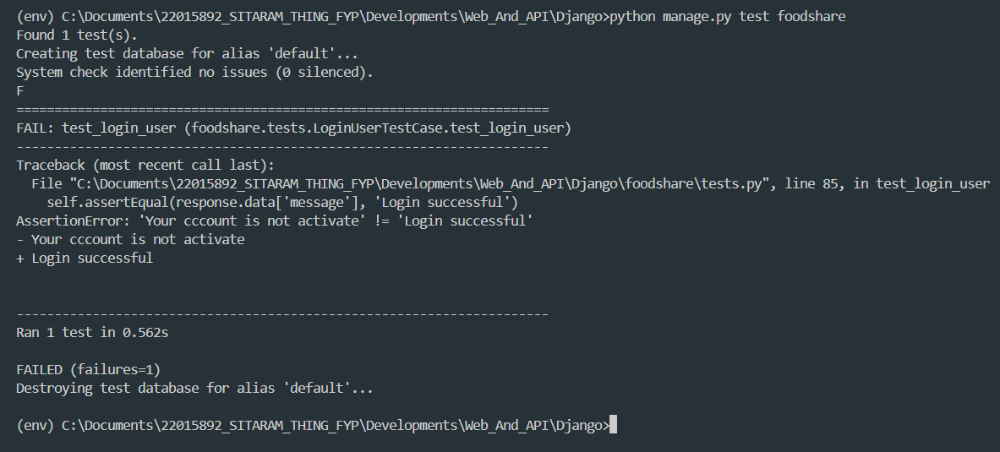 (env) C:\Documents\22015892_SITARAM_THING_FYP\Developments\Web_And_API\Django>python manage.py test foodshare
Found 1 test(s).
Creating test database for alias 'default'...
System check identified no issues (0 silenced).
F
======================================================================
FAIL: test_login_user (foodshare.tests.LoginUserTestCase.test_login_user)
----------------------------------------------------------------------
Traceback (most recent call last):
  File "C:\Documents\22015892_SITARAM_THING_FYP\Developments\Web_And_API\Django\foodshare\tests.py", line 85, in test_login_user
    self.assertEqual(response.data['message'], 'Login successful')
AssertionError: 'Your cccount is not activate' != 'Login successful'
- Your cccount is not activate
+ Login successful
----------------------------------------------------------------------
Ran 1 test in 0.562s
FAILED (failures=1)
Destroying test database for alias 'default'...
(env) C:\Documents\22015892_SITARAM_THING_FYP\Developments\Web_And_API\Django>